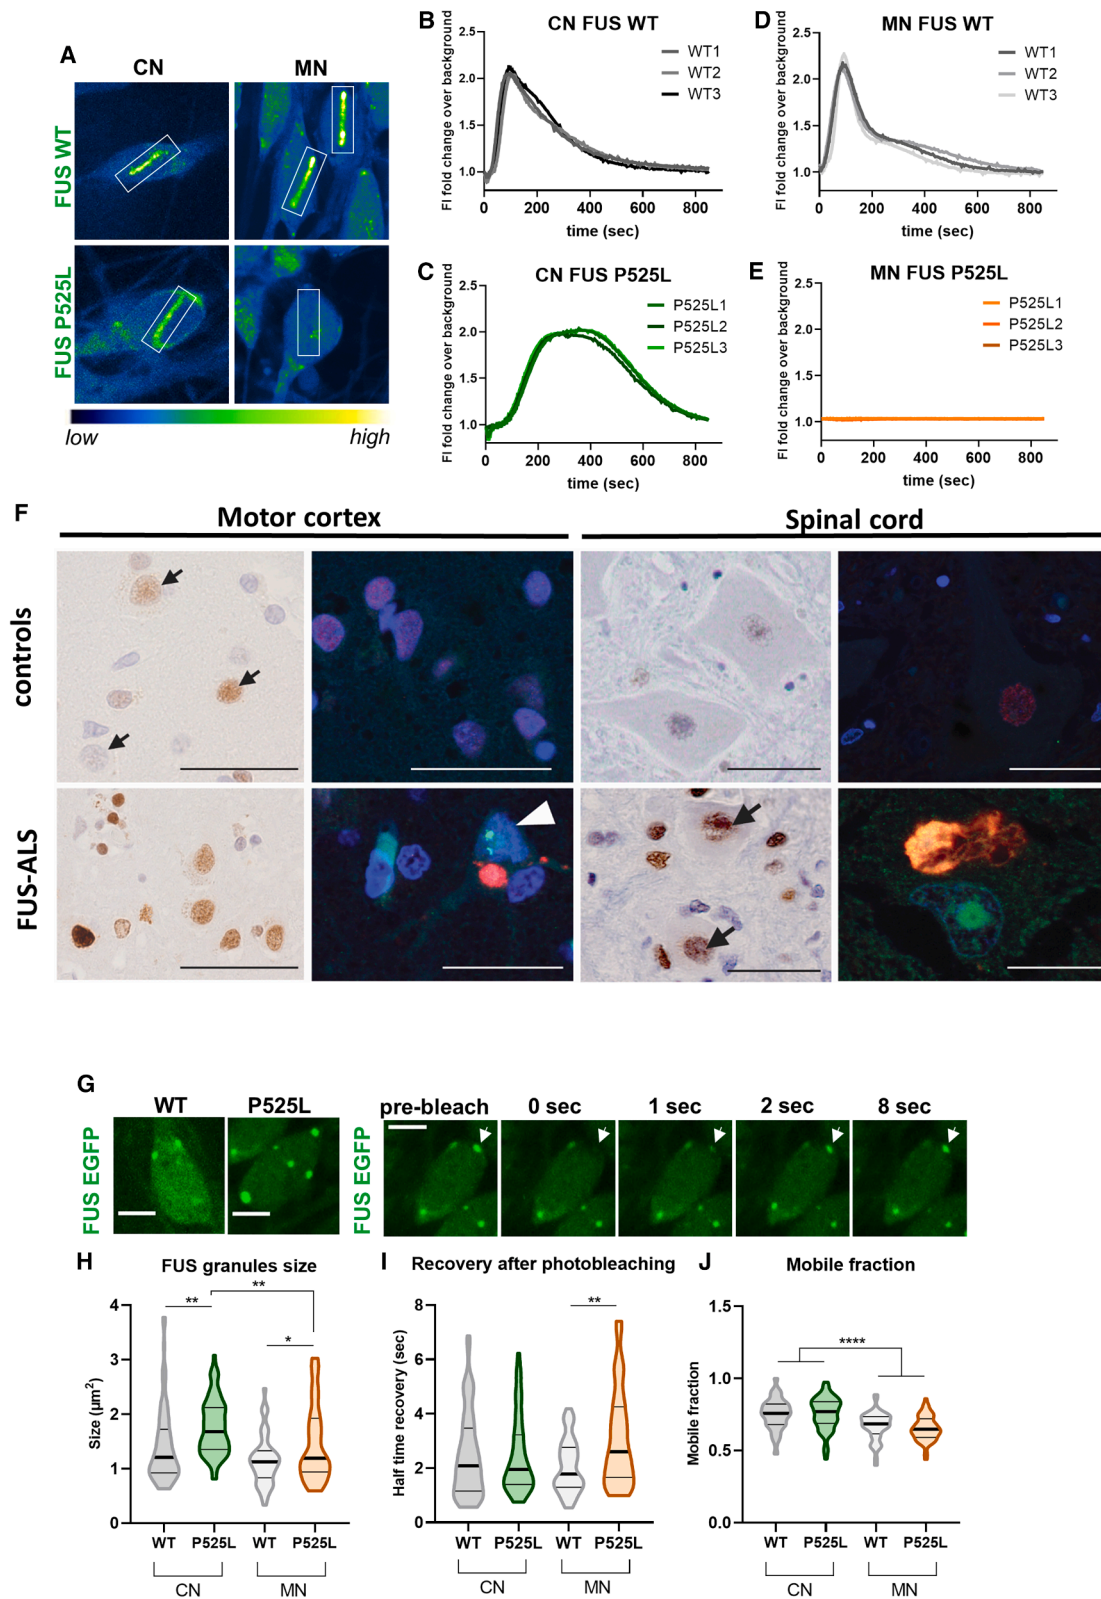 A
CN
MN
FUS WT
FUS P525L
low
high
B
CN FUS WT
FI fold change over background
2.5
2.0
1.5
1.0
WT1
WT2
WT3
0
200
400
600
800
time (sec)
D
MN FUS WT
FI fold change over background
2.5
2.0
1.5
1.0
WT1
WT2
WT3
0
200
400
600
800
time (sec)
C
CN FUS P525L
FI fold change over background
2.5
2.0
1.5
1.0
P525L1
P525L2
P525L3
0
200
400
600
800
time (sec)
E
MN FUS P525L
FI fold change over background
2.5
2.0
1.5
1.0
P525L1
P525L2
P525L3
0
200
400
600
800
time (sec)
F
Motor cortex
Spinal cord
controls
FUS-ALS
G
WT
P525L
FUS EGFP
pre-bleach
0 sec
1 sec
2 sec
8 sec
FUS EGFP
H
FUS granules size
Size (µm²)
4
3
2
1
0
**
**
*
WT
P525L
WT
P525L
CN
MN
I
Recovery after photobleaching
Half time recovery (sec)
8
6
4
2
0
**
WT
P525L
WT
P525L
CN
MN
J
Mobile fraction
Mobile fraction
1.5
1.0
0.5
0.0
****
WT
P525L
WT
P525L
CN
MN